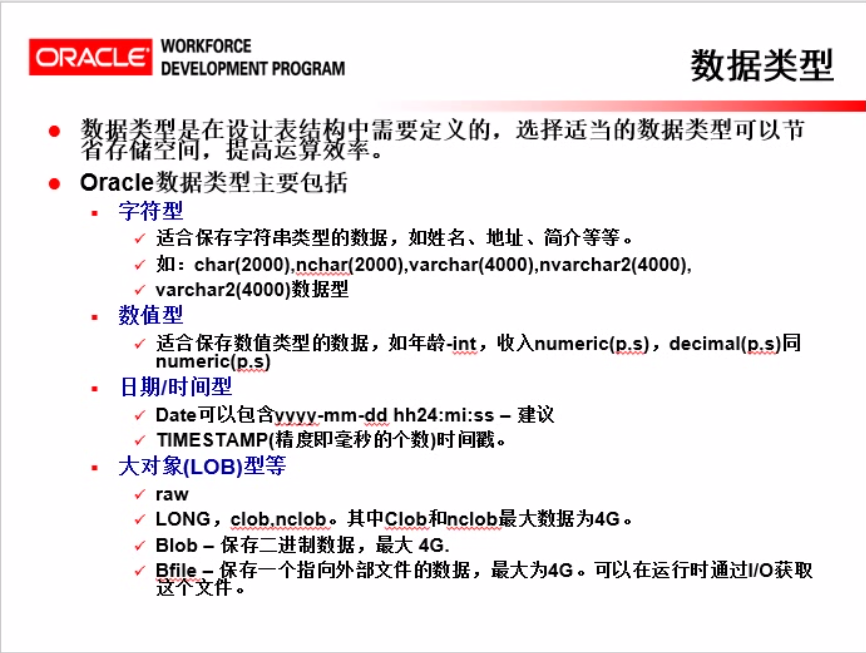 ORACLE
WORKFORCE
DEVELOPMENT PROGRAM
数据类型
数据类型是在设计表结构中需要定义的，选择适当的数据类型可以节
省存储空间，提高运算效率。
Oracle数据类型主要包括
字符型
适合保存字符串类型的数据，如姓名、地址、简介等等。
如：char(2000),nchar(2000),varchar(4000),nvarchar2(4000),
varchar2(4000)数据型
数值型
适合保存数值类型的数据，如年龄-int，收入numeric(p.s)，decimal(p.s)同
numeric(p.s)
日期/时间型
Date可以包含yyyy-mm-dd hh24:mi:ss – 建议
TIMESTAMP(精度即毫秒的个数)时间戳。
大对象(LOB)型等
raw
LONG，clob,nclob。其中Clob和nclob最大数据为4G。
Blob – 保存二进制数据，最大 4G.
Bfile – 保存一个指向外部文件的数据，最大为4G。可以在运行时通过I/O获取
这个文件。